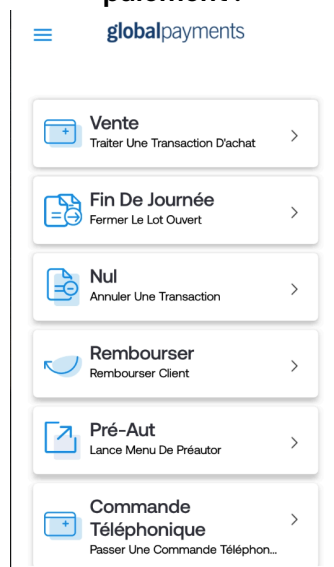 paiement ?
globalpayments
Vente
Traiter Une Transaction D'achat
Fin De Journée
Fermer Le Lot Ouvert
Nul
Annuler Une Transaction
Rembourser
Rembourser Client
Pré-Aut
Lance Menu De Préautor
Commande
Téléphonique
Passer Une Commande Téléphon...